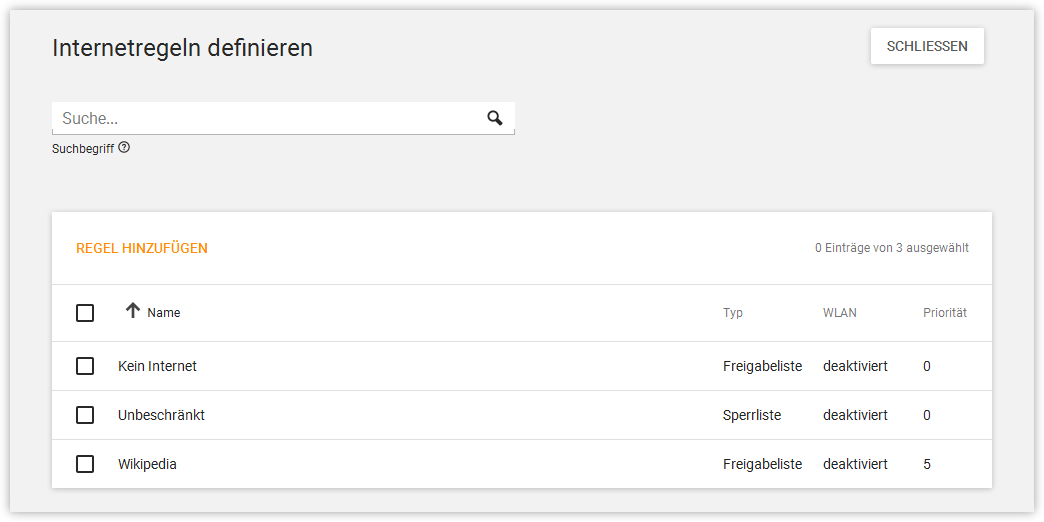 Internetregeln definieren
SCHLIESSEN
Suche...
Suchbegriff
REGEL HINZUFÜGEN
0 Einträge von 3 ausgewählt
Name Typ WLAN Priorität
Kein Internet Freigabeliste deaktiviert 0
Unbeschränkt Sperrliste deaktiviert 0
Wikipedia Freigabeliste deaktiviert 5